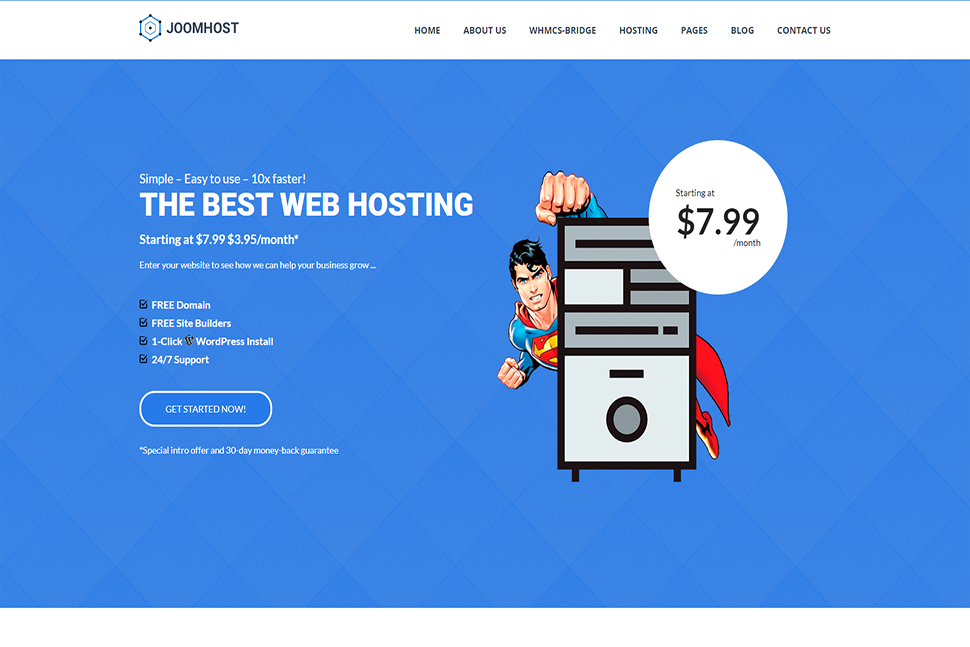 JOOMHOST
HOME ABOUT US WHMCS-BRIDGE HOSTING PAGES BLOG CONTACT US
Simple – Easy to use – 10x faster!
THE BEST WEB HOSTING
Starting at $7.99 $3.95/month*
Enter your website to see how we can help your business grow ...
FREE Domain
FREE Site Builders
1-Click WordPress Install
24/7 Support
GET STARTED NOW!
*Special intro offer and 30-day money-back guarantee
Starting at
$7.99
/month